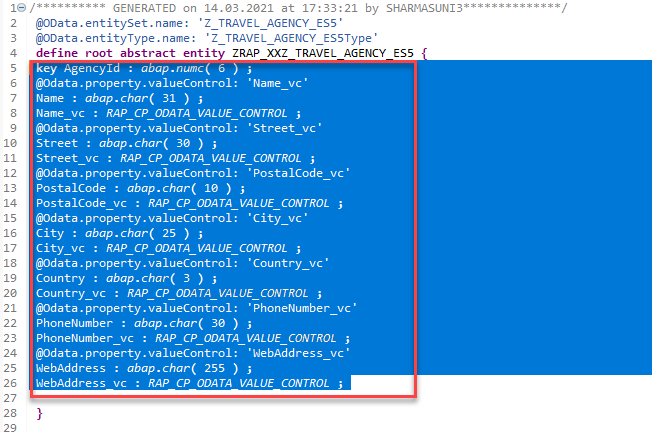 1 /********** GENERATED on 14.03.2021 at 17:33:21 by SHARMASUNI3*************/
2 @OData.entitySet.name: 'Z_TRAVEL_AGENCY_ES5'
3 @OData.entityType.name: 'Z_TRAVEL_AGENCY_ES5Type'
4 define root abstract entity ZRAP_XXZ_TRAVEL_AGENCY_ES5 {
5 key AgencyId : abap.numc( 6 ) ;
6 @Odata.property.valueControl: 'Name_vc'
7 Name : abap.char( 31 ) ;
8 Name_vc : RAP_CP_ODATA_VALUE_CONTROL ;
9 @Odata.property.valueControl: 'Street_vc'
10 Street : abap.char( 30 ) ;
11 Street_vc : RAP_CP_ODATA_VALUE_CONTROL ;
12 @Odata.property.valueControl: 'PostalCode_vc'
13 PostalCode : abap.char( 10 ) ;
14 PostalCode_vc : RAP_CP_ODATA_VALUE_CONTROL ;
15 @Odata.property.valueControl: 'City_vc'
16 City : abap.char( 25 ) ;
17 City_vc : RAP_CP_ODATA_VALUE_CONTROL ;
18 @Odata.property.valueControl: 'Country_vc'
19 Country : abap.char( 3 ) ;
20 Country_vc : RAP_CP_ODATA_VALUE_CONTROL ;
21 @Odata.property.valueControl: 'PhoneNumber_vc'
22 PhoneNumber : abap.char( 30 ) ;
23 PhoneNumber_vc : RAP_CP_ODATA_VALUE_CONTROL ;
24 @Odata.property.valueControl: 'WebAddress_vc'
25 WebAddress : abap.char( 255 ) ;
26 WebAddress_vc : RAP_CP_ODATA_VALUE_CONTROL ;
27
28 }
29